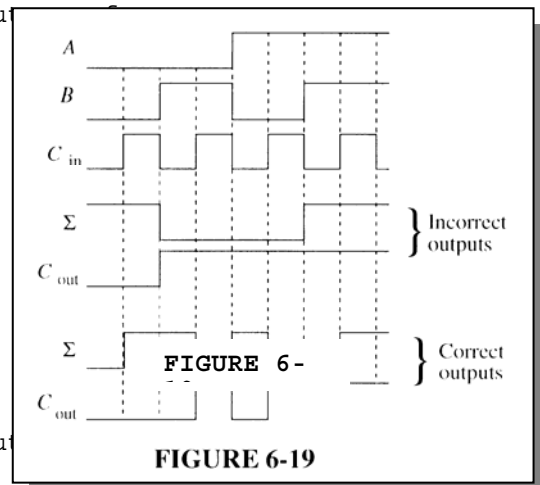 A
B
C in
Σ
C out
Incorrect
outputs
Σ
C out
Correct
outputs
FIGURE 6-
FIGURE 6-19